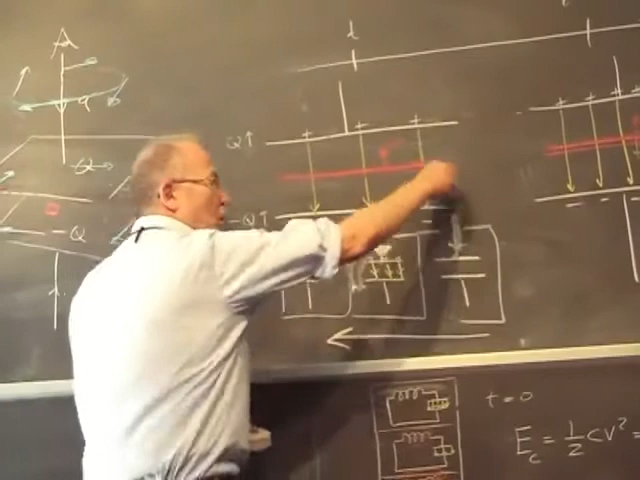 A
t
a
Q↑
-Q↑
Q
-Q
t=0
E_c = ½CV² =